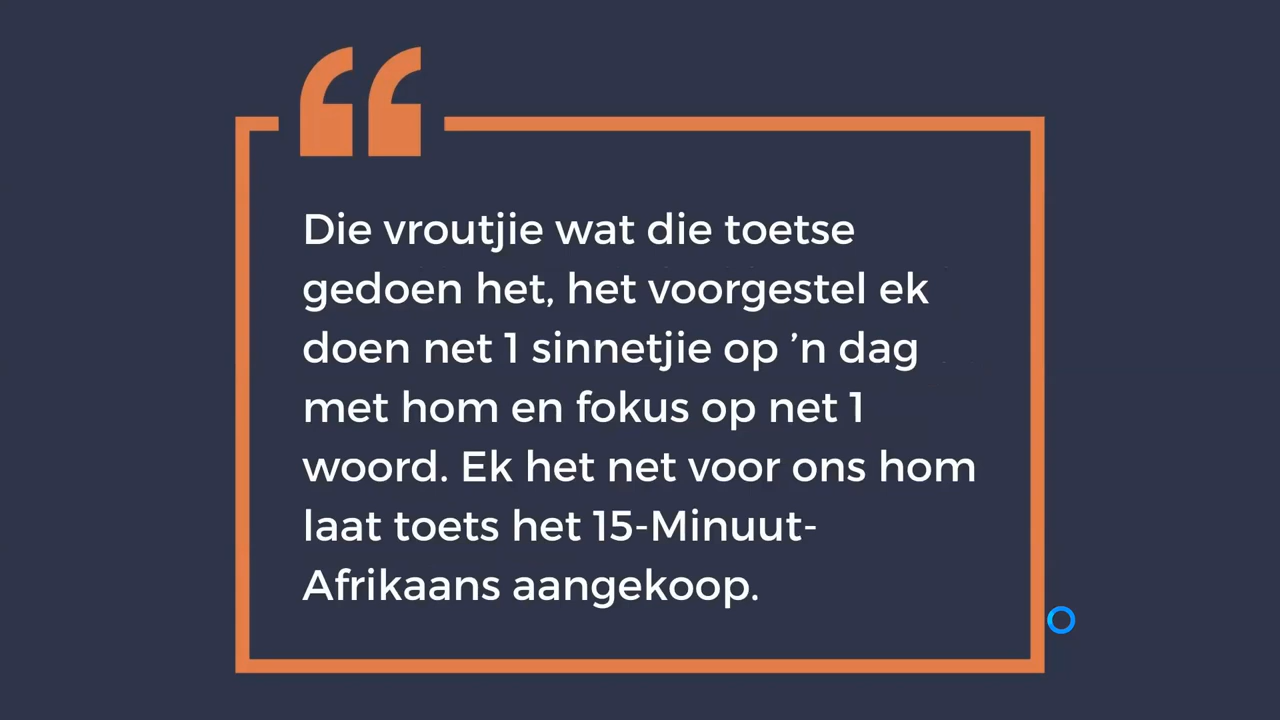 Die vroutjie wat die toetse
gedoen het, het voorgestel ek
doen net 1 sinnetjie op ’n dag
met hom en fokus op net 1
woord. Ek het net voor ons hom
laat toets het 15-Minuut-
Afrikaans aangekoop.